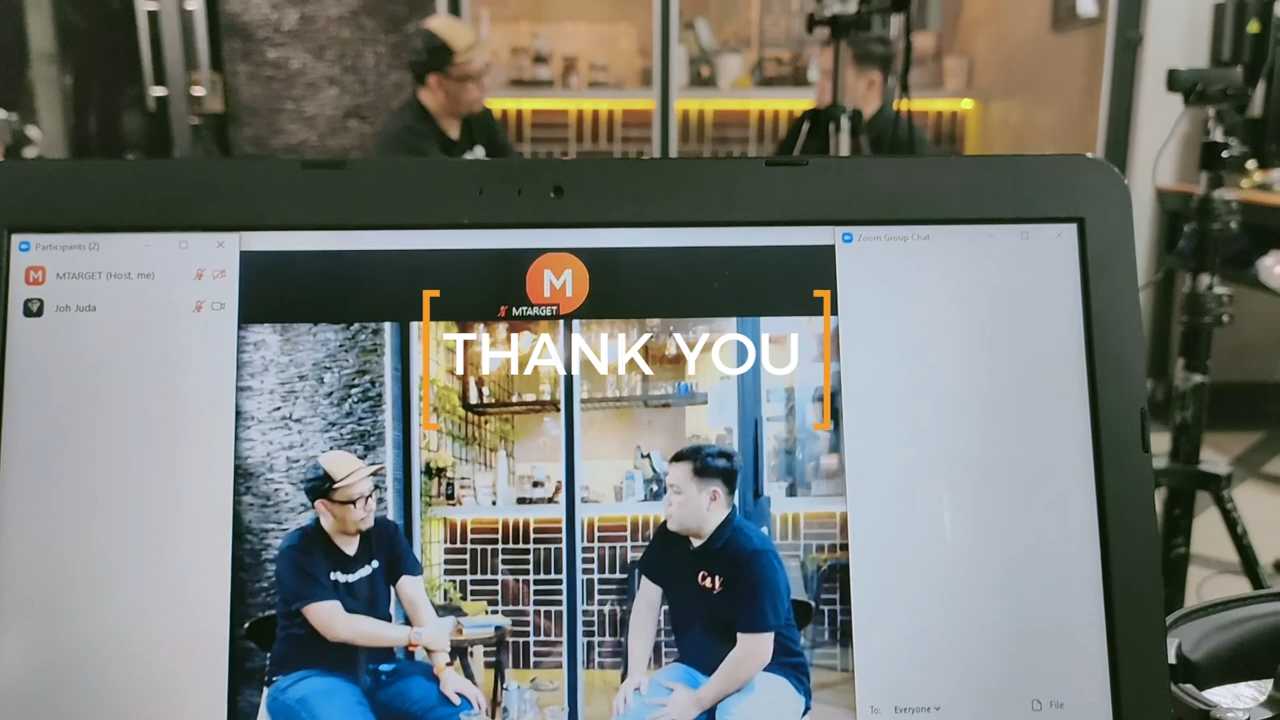 Participants (2)
M MTARGET (Host, me)
Joh Juda
Zoom Group Chat
M
MTARGET
THANK YOU
To: Everyone
File